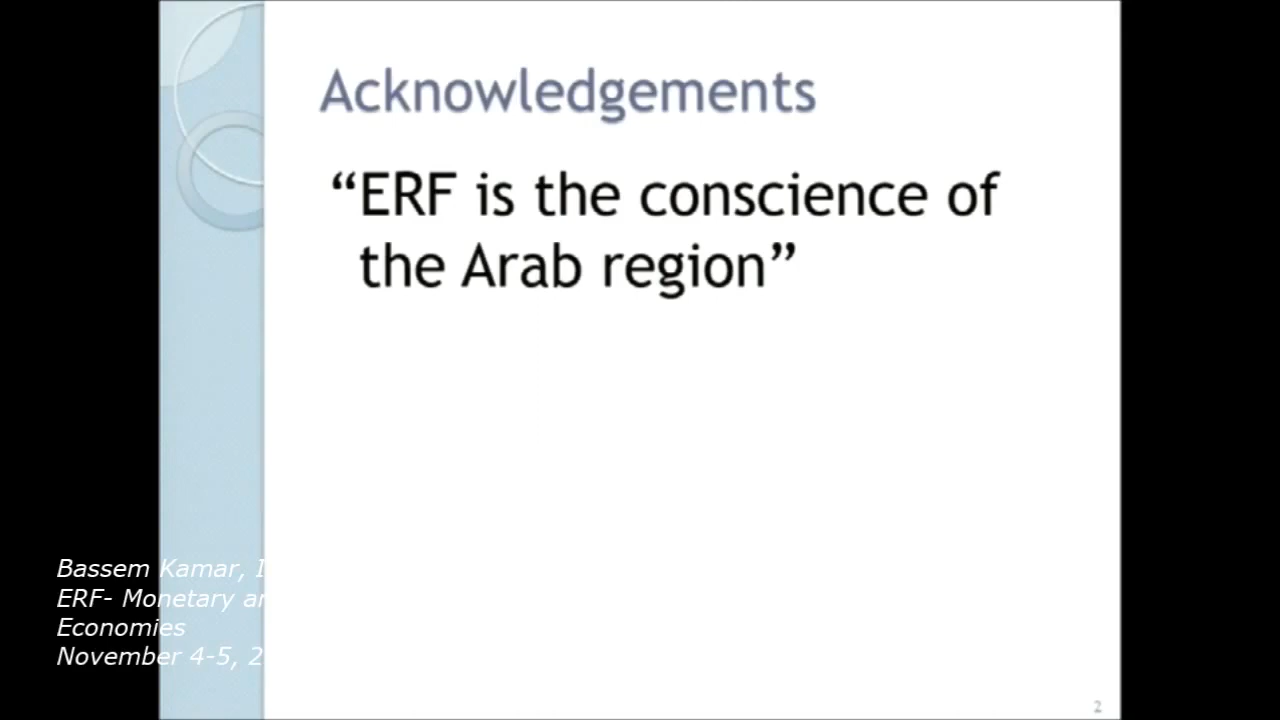 Acknowledgements
“ERF is the conscience of
the Arab region”
Bassem Kamar,
ERF- Monetary
Economies
November 4-5,
2